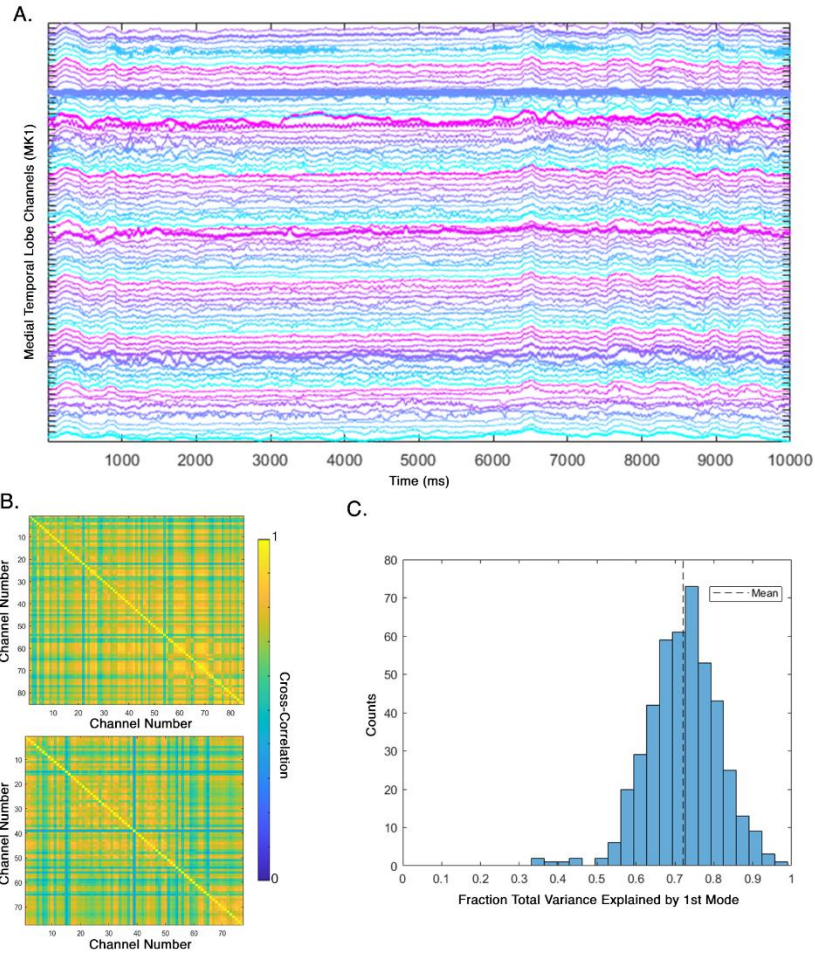 A.
Medial Temporal Lobe Channels (MK1)
1000 2000 3000 4000 5000 6000 7000 8000 9000 10000
Time (ms)
B.
Channel Number
10
20
30
40
50
60
70
80
10 20 30 40 50 60 70 80
Channel Number
Channel Number
10
20
30
40
50
60
70
10 20 30 40 50 60 70
Channel Number
1
Cross-Correlation
0
C.
Counts
80
70
60
50
40
30
20
10
0
Mean
0 0.1 0.2 0.3 0.4 0.5 0.6 0.7 0.8 0.9 1
Fraction Total Variance Explained by 1st Mode